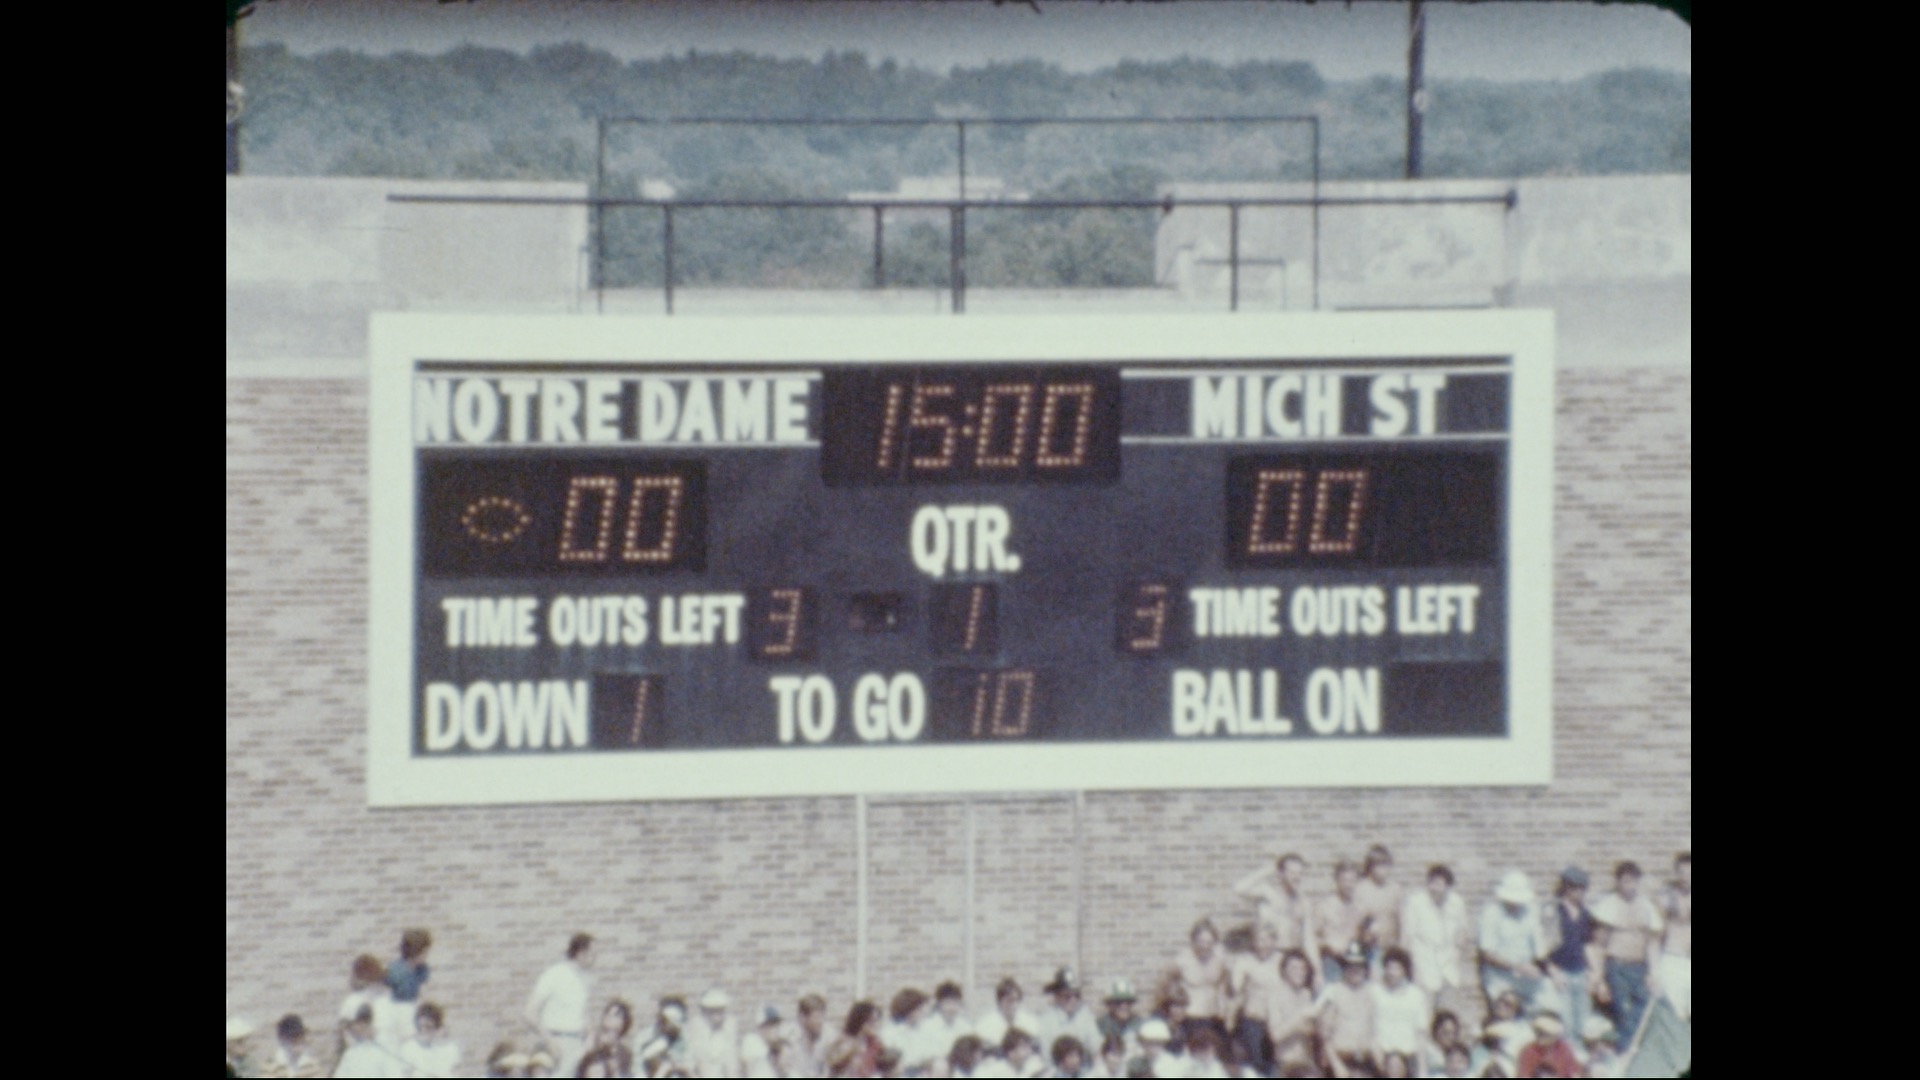 NOTRE DAME 15:00 MICH ST
00 00
QTR.
TIME OUTS LEFT 3 1 3 TIME OUTS LEFT
DOWN 1 TO GO 10 BALL ON